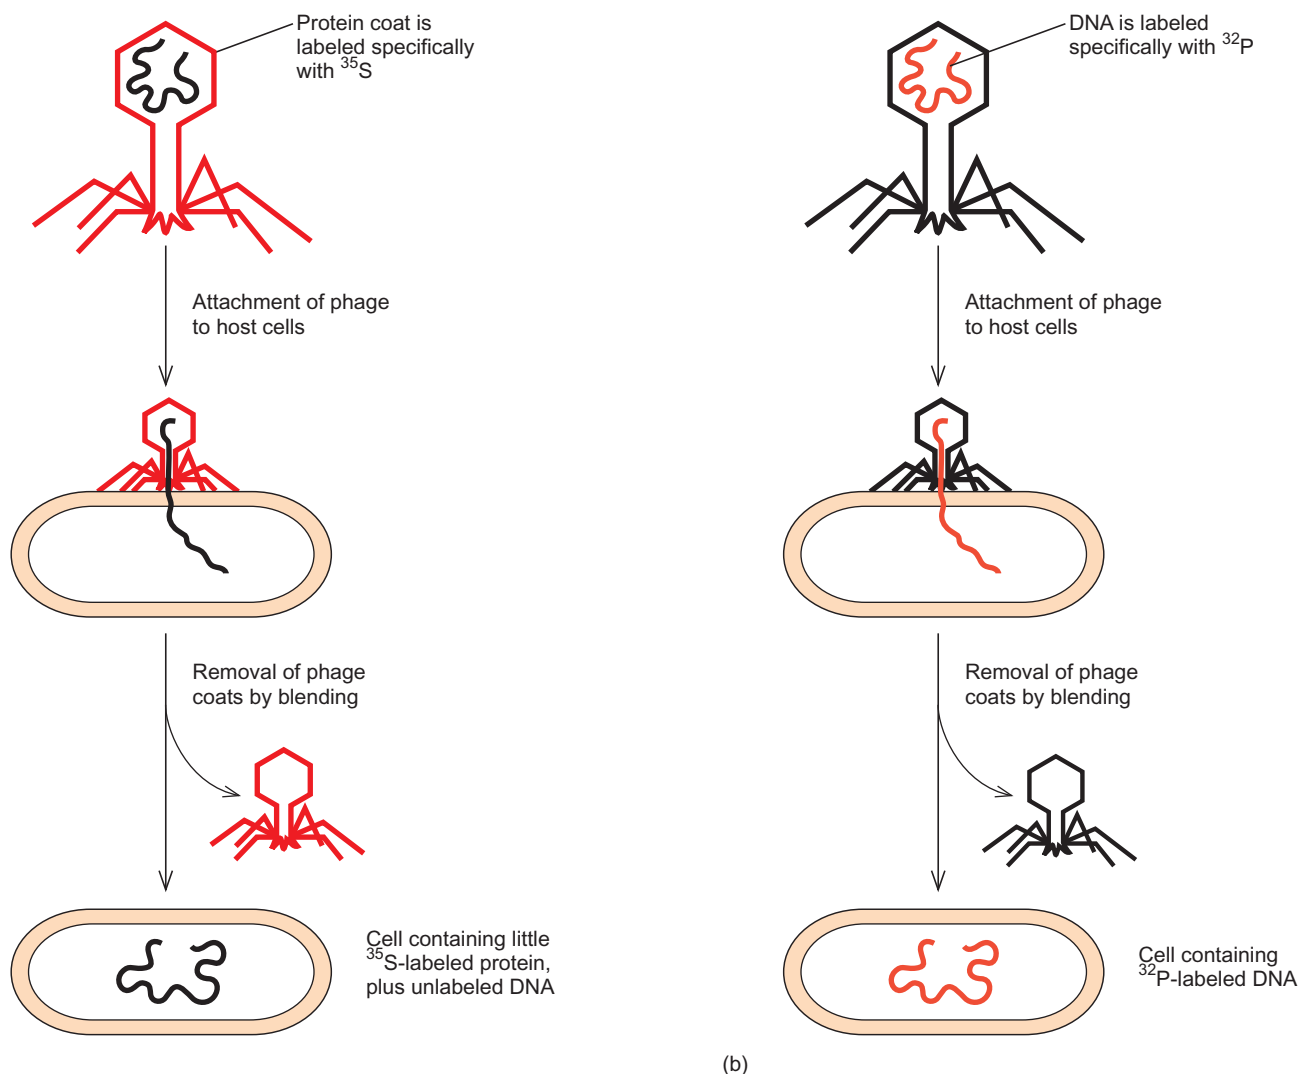 Protein coat is
labeled specifically
with ³⁵S
Attachment of phage
to host cells
Removal of phage
coats by blending
Cell containing little
³⁵S-labeled protein,
plus unlabeled DNA
DNA is labeled
specifically with ³²P
Attachment of phage
to host cells
Removal of phage
coats by blending
Cell containing
³²P-labeled DNA
(b)